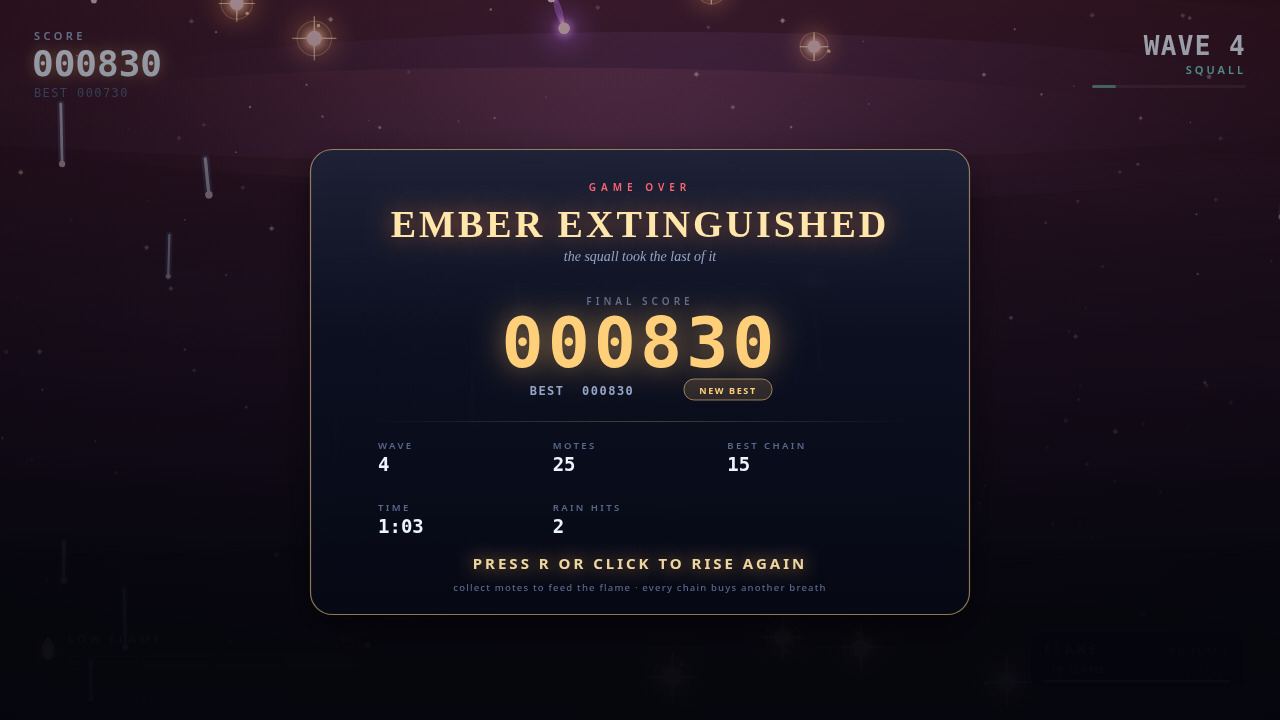 SCORE
000830
BEST 000730
WAVE 4
SQUALL
GAME OVER
EMBER EXTINGUISHED
the squall took the last of it
FINAL SCORE
000830
BEST 000830
NEW BEST
WAVE
4
MOTES
25
BEST CHAIN
15
TIME
1:03
RAIN HITS
2
PRESS R OR CLICK TO RISE AGAIN
collect motes to feed the flame · every chain buys another breath
LOW FLAME